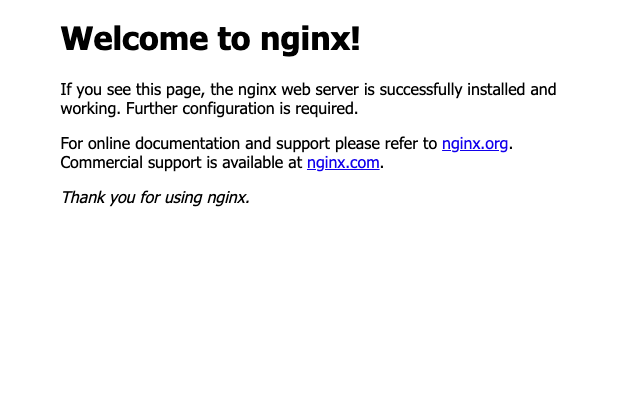 Welcome to nginx!
If you see this page, the nginx web server is successfully installed and
working. Further configuration is required.
For online documentation and support please refer to nginx.org.
Commercial support is available at nginx.com.
Thank you for using nginx.